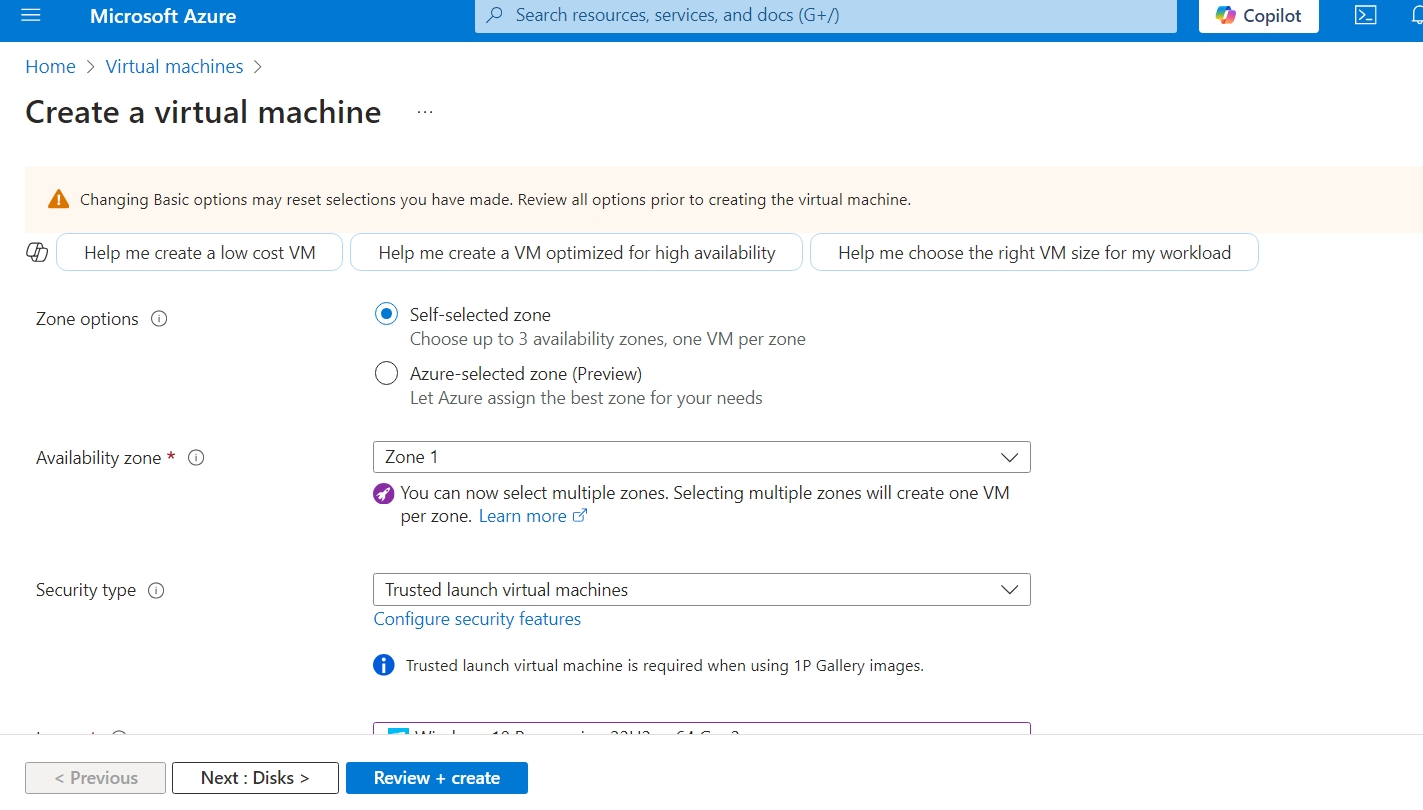 Microsoft Azure
Search resources, services, and docs (G+/)
Copilot
Home > Virtual machines >
Create a virtual machine ...
Changing Basic options may reset selections you have made. Review all options prior to creating the virtual machine.
Help me create a low cost VM
Help me create a VM optimized for high availability
Help me choose the right VM size for my workload
Zone options
Self-selected zone
Choose up to 3 availability zones, one VM per zone
Azure-selected zone (Preview)
Let Azure assign the best zone for your needs
Availability zone *
Zone 1
You can now select multiple zones. Selecting multiple zones will create one VM
per zone. Learn more
Security type
Trusted launch virtual machines
Configure security features
Trusted launch virtual machine is required when using 1P Gallery images.
< Previous
Next : Disks >
Review + create